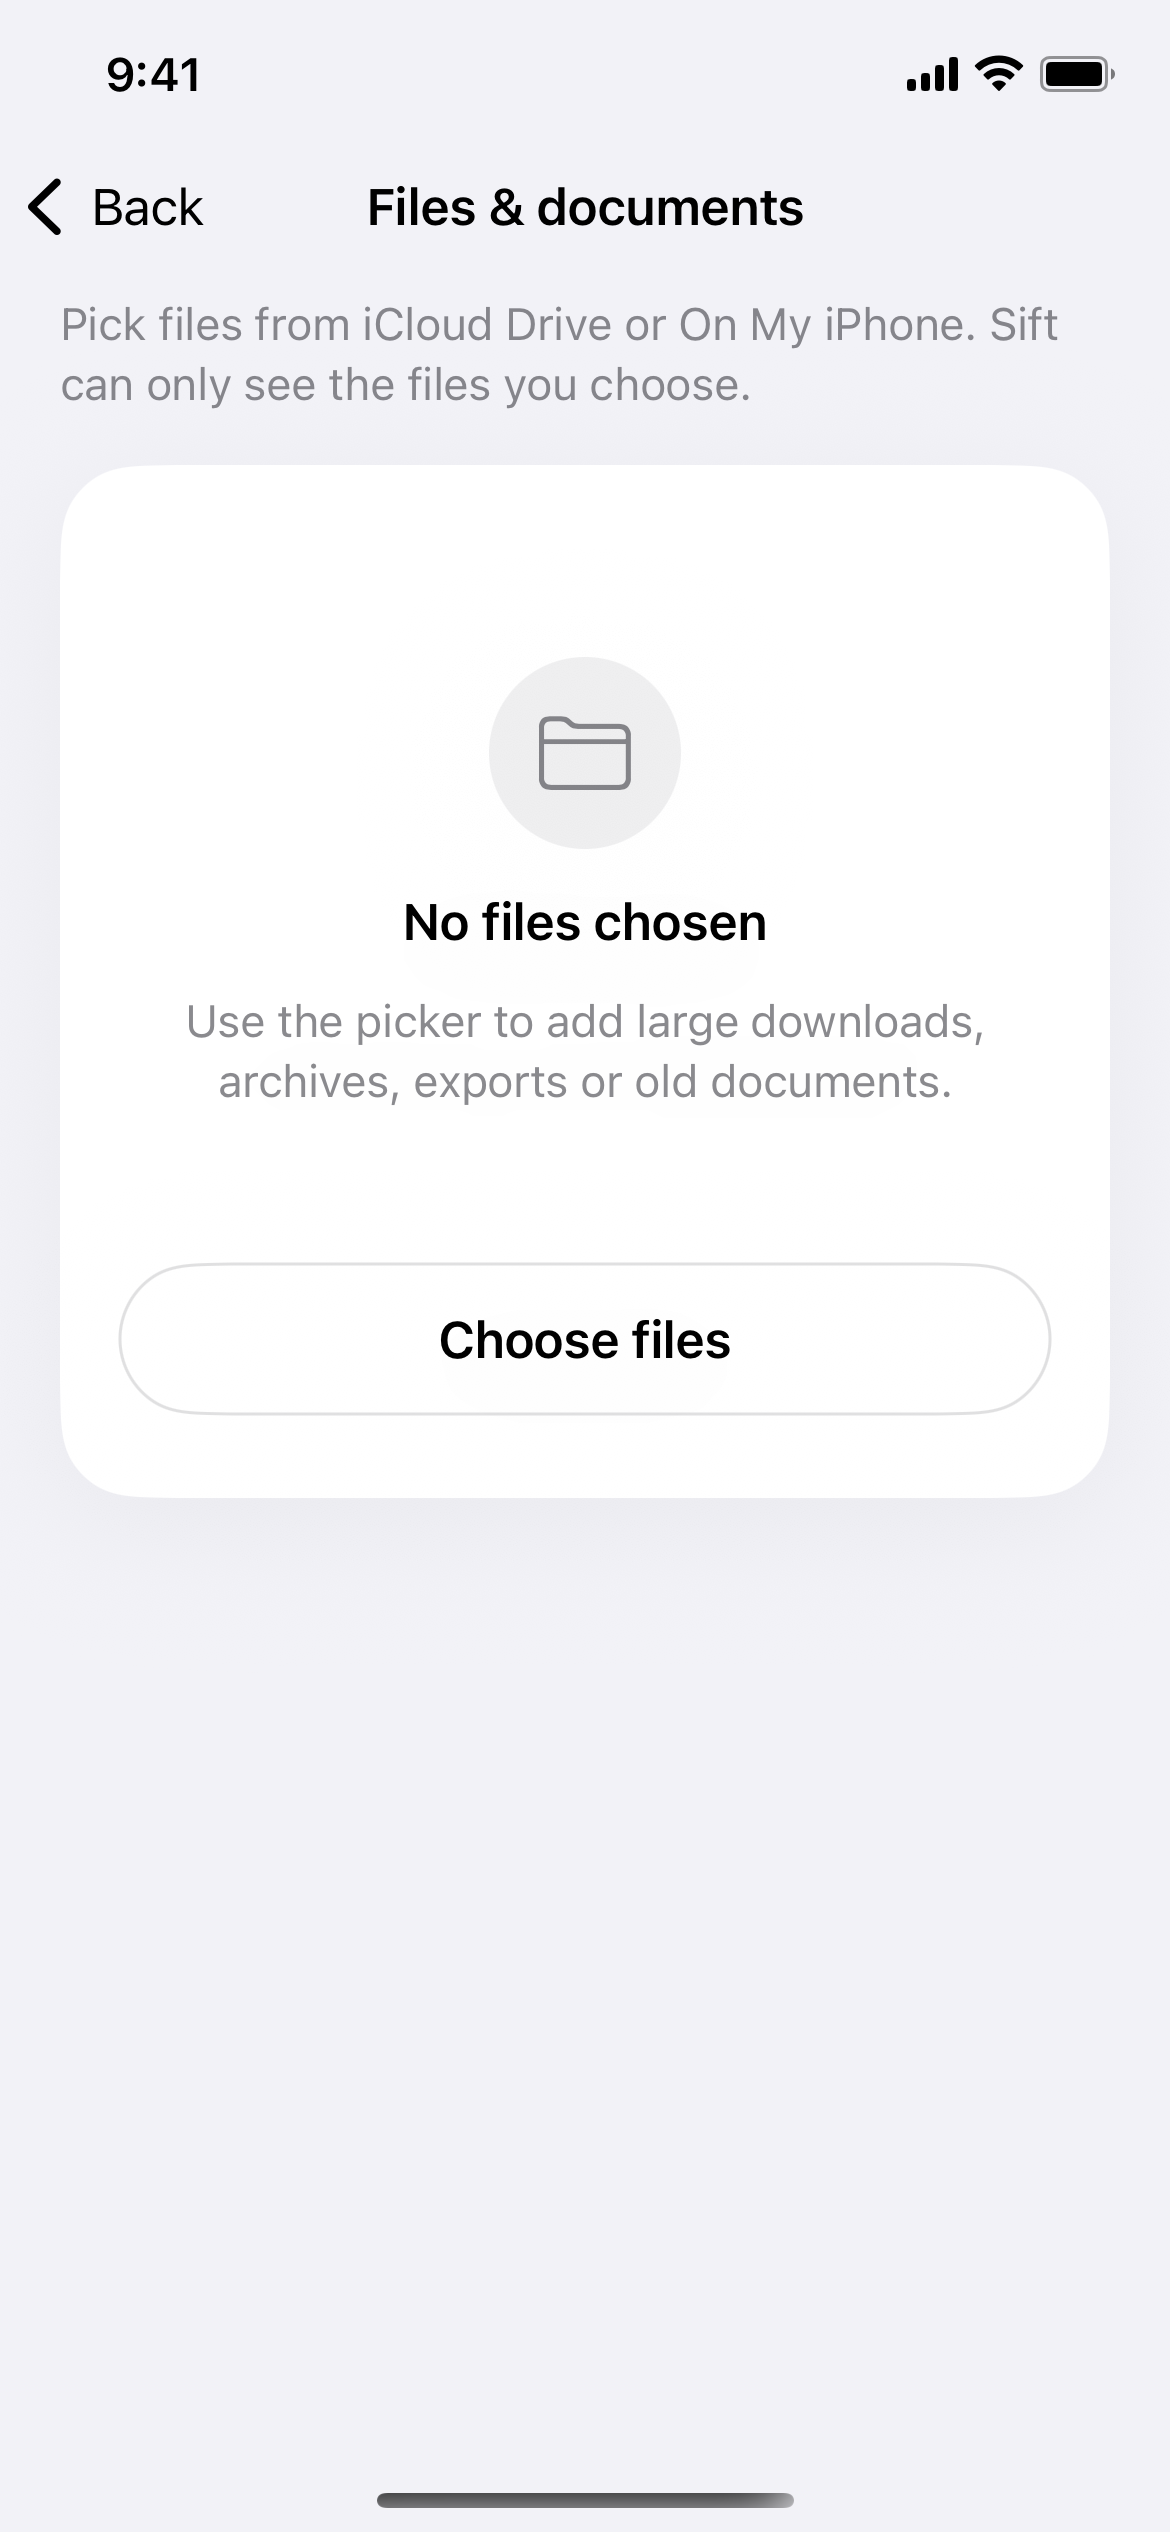 9:41
Back
Files & documents
Pick files from iCloud Drive or On My iPhone. Sift
can only see the files you choose.
No files chosen
Use the picker to add large downloads,
archives, exports or old documents.
Choose files